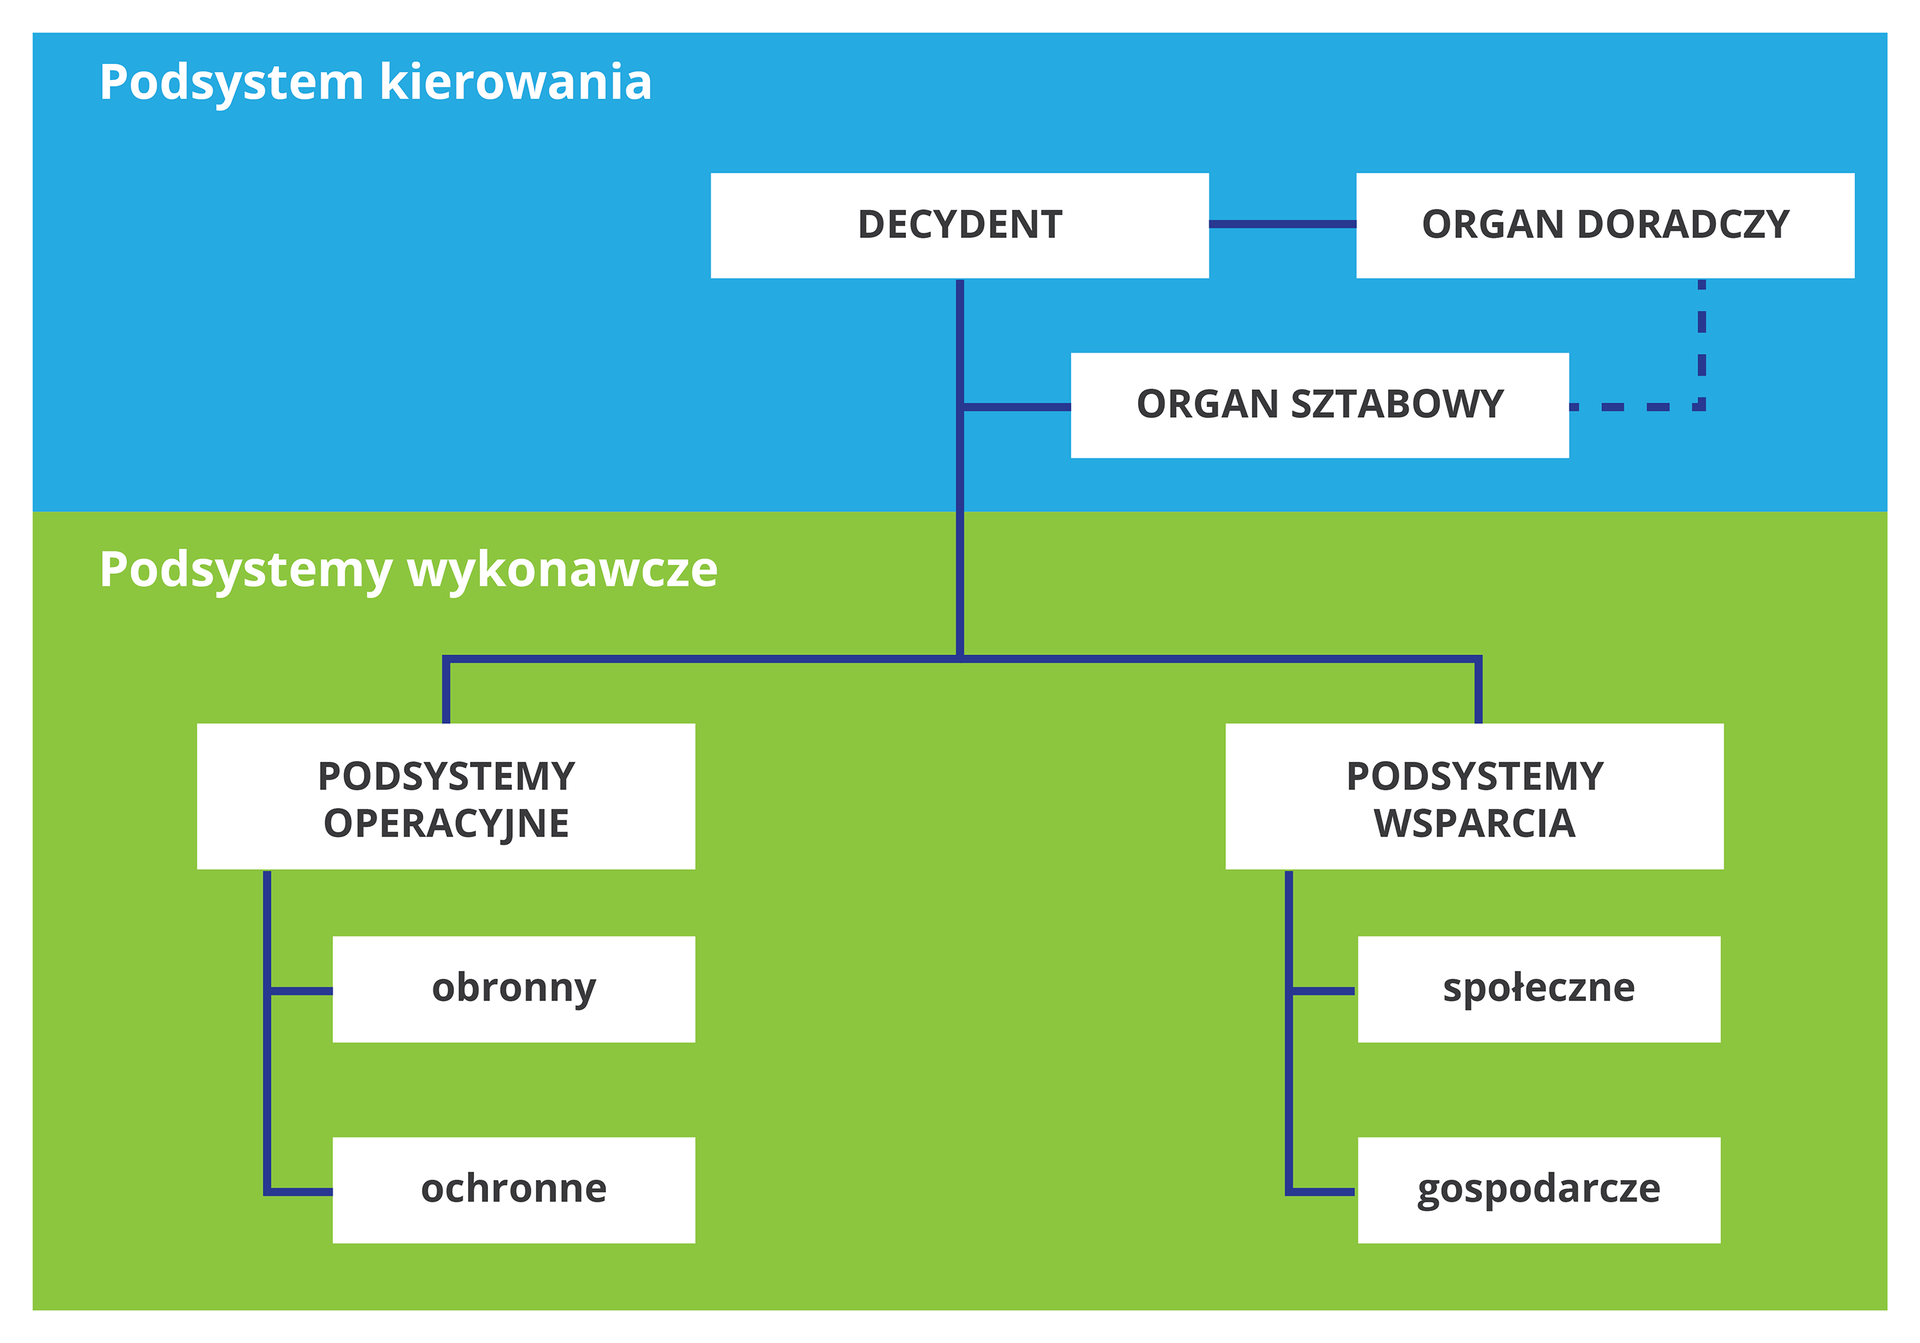 Podsystem kierowania
DECYDENT
ORGAN DORADCZY
ORGAN SZTABOWY
Podsystemy wykonawcze
PODSYSTEMY
OPERACYJNE
obronny
ochronne
PODSYSTEMY
WSPARCIA
społeczne
gospodarcze